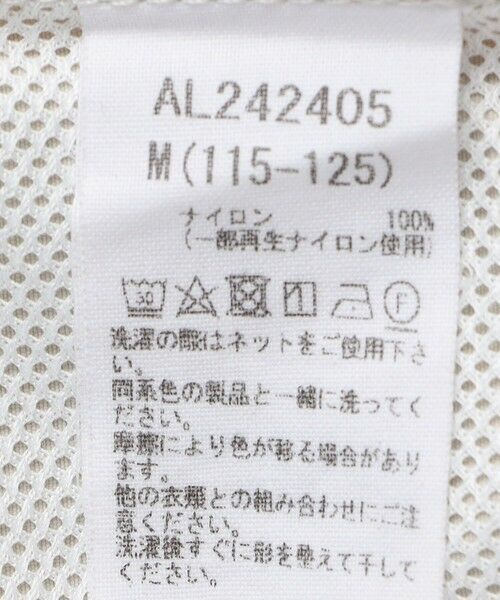 AL242405
M(115-125)
ナイロン 100%
(一部再生ナイロン使用)
30 F
洗濯の際はネットをご使用下さ
い。
同系色の製品と一緒に洗ってく
ださい。
摩擦により色が移る場合があり
ます。
他の衣類との組み合わせにご注
意ください。
洗濯後すぐに形を整えて干して
ください。